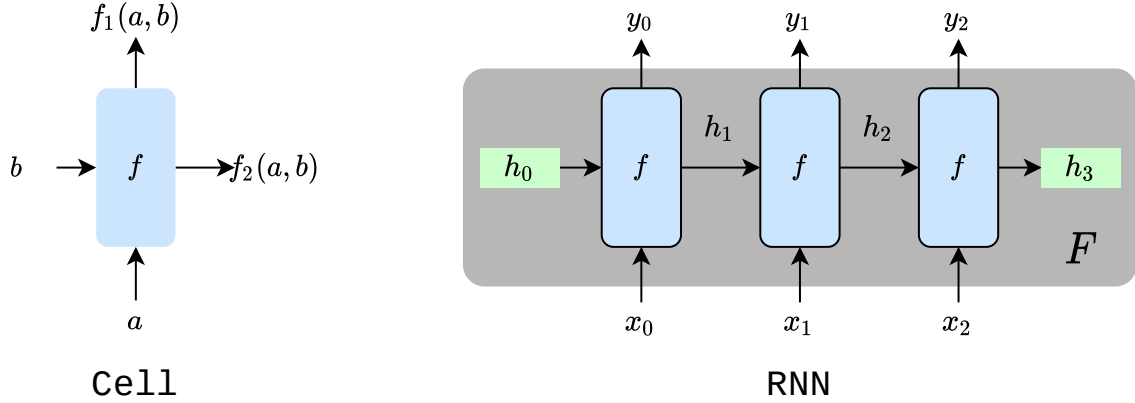 f₁(a, b)
b
f
f₂(a, b)
a
Cell
y₀ y₁ y₂
h₁ h₂
h₀ f f f h₃
F
x₀ x₁ x₂
RNN